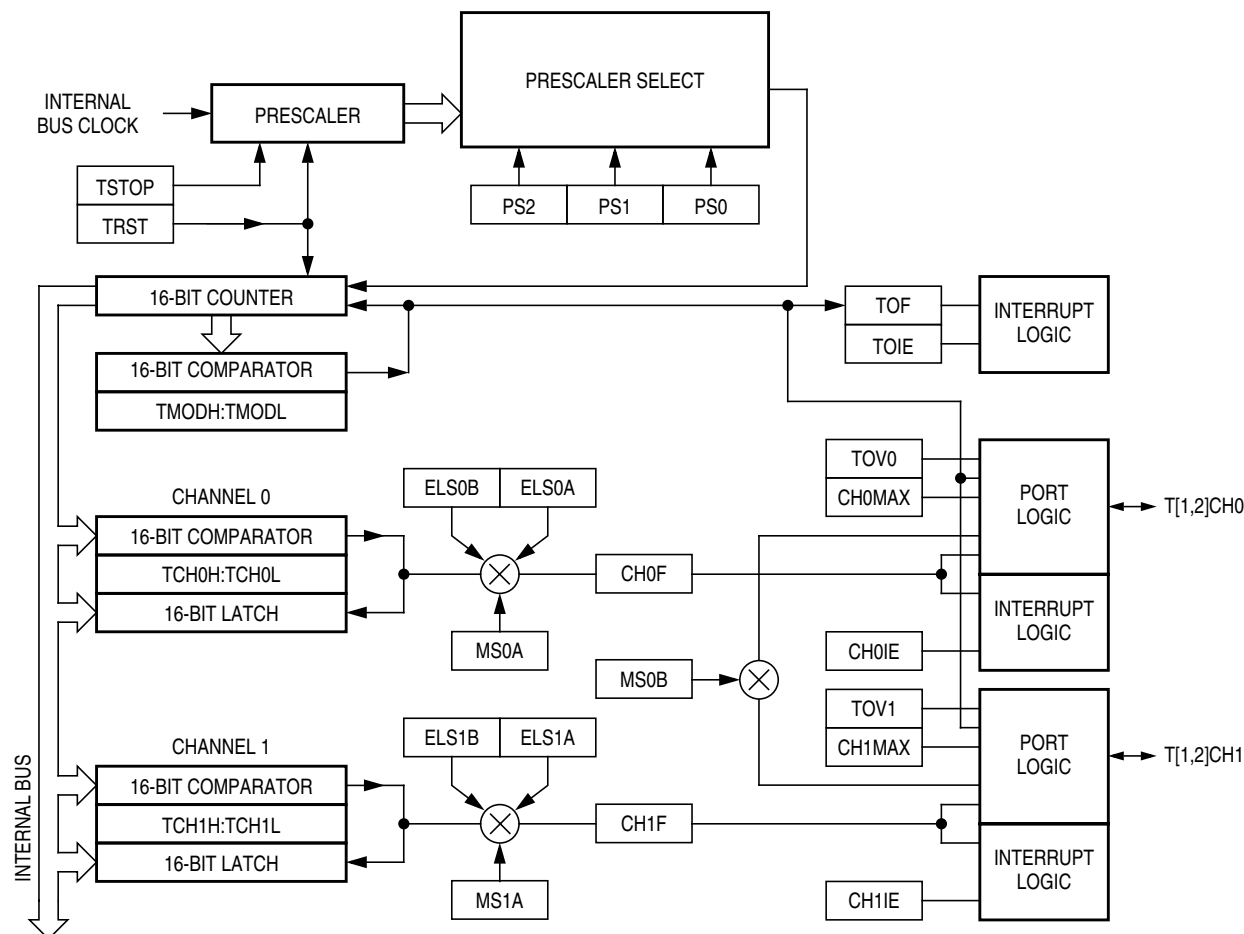 PRESCALER SELECT
INTERNAL
BUS CLOCK
PRESCALER
TSTOP
TRST
PS2
PS1
PS0
16-BIT COUNTER
TOF
TOIE
INTERRUPT
LOGIC
16-BIT COMPARATOR
TMODH:TMODL
CHANNEL 0
16-BIT COMPARATOR
TCH0H:TCH0L
16-BIT LATCH
ELS0B
ELS0A
MS0A
CH0F
TOV0
CH0MAX
PORT
LOGIC
T[1,2]CH0
INTERRUPT
LOGIC
CH0IE
MS0B
CHANNEL 1
16-BIT COMPARATOR
TCH1H:TCH1L
16-BIT LATCH
ELS1B
ELS1A
MS1A
CH1F
TOV1
CH1MAX
PORT
LOGIC
T[1,2]CH1
INTERRUPT
LOGIC
CH1IE
INTERNAL BUS